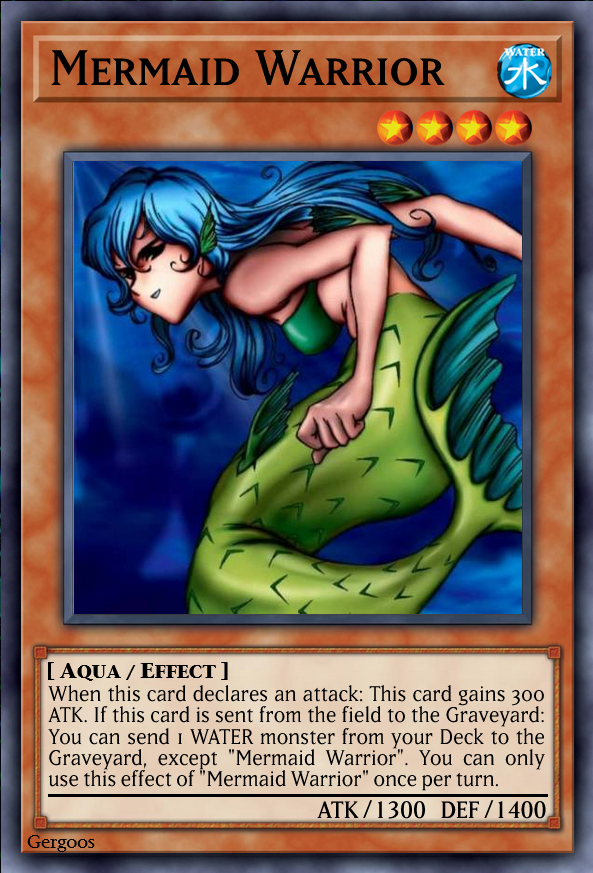 Mermaid Warrior
WATER
水
[ Aqua / Effect ]
When this card declares an attack: This card gains 300
ATK. If this card is sent from the field to the Graveyard:
You can send 1 WATER monster from your Deck to the
Graveyard, except "Mermaid Warrior". You can only
use this effect of "Mermaid Warrior" once per turn.
ATK/1300 DEF/1400
Gergoos